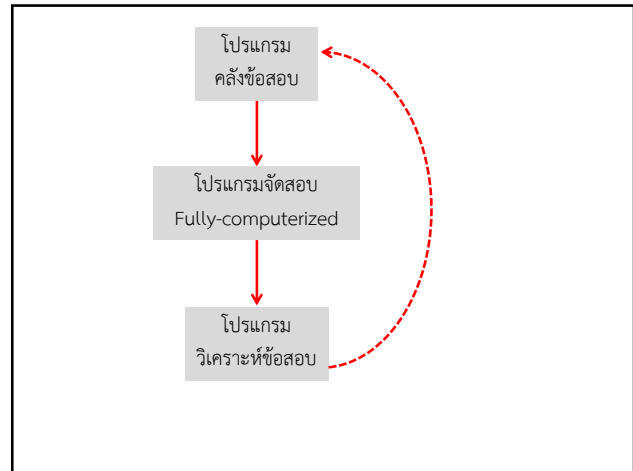 โปรแกรม
คลังข้อสอบ
โปรแกรมจัดสอบ
Fully-computerized
โปรแกรม
วิเคราะห์ข้อสอบ